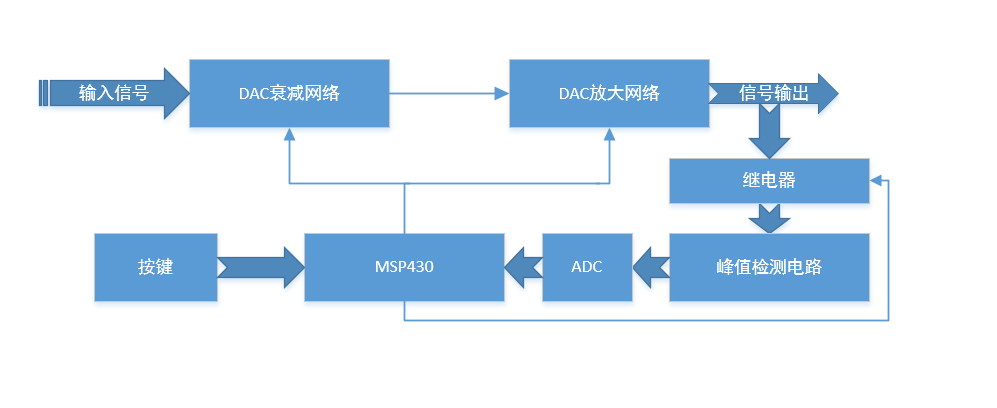 输入信号
DAC衰减网络
DAC放大网络
信号输出
继电器
按键
MSP430
ADC
峰值检测电路